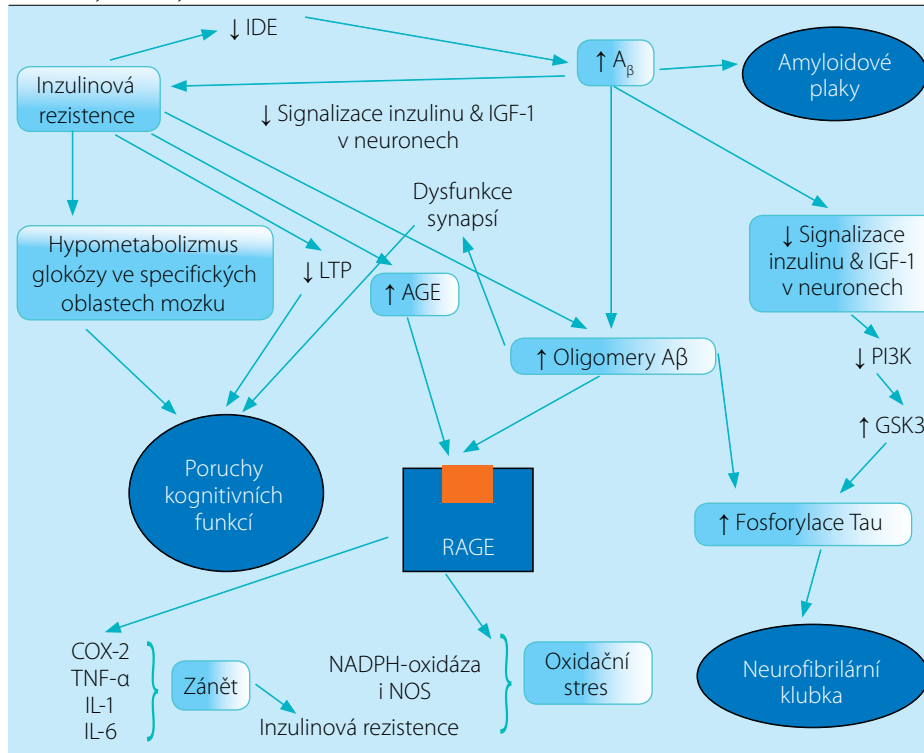 ↓ IDE
↑ Aβ
Amyloidové
plaky
Inzulinová
rezistence
↓ Signalizace inzulinu & IGF-1
v neuronech
Dysfunkce
synapsí
Hypometabolizmus
glokózy ve specifických
oblastech mozku
↓ LTP
↑ AGE
↓ Signalizace
inzulinu & IGF-1
v neuronech
↑ Oligomery Aβ
↓ PI3K
↑ GSK3
Poruchy
kognitivních
funkcí
RAGE
↑ Fosforylace Tau
COX-2
TNF-α
IL-1
IL-6
Zánět
NADPH-oxidáza
i NOS
Inzulinová rezistence
Oxidační
stres
Neurofibrilární
klubka